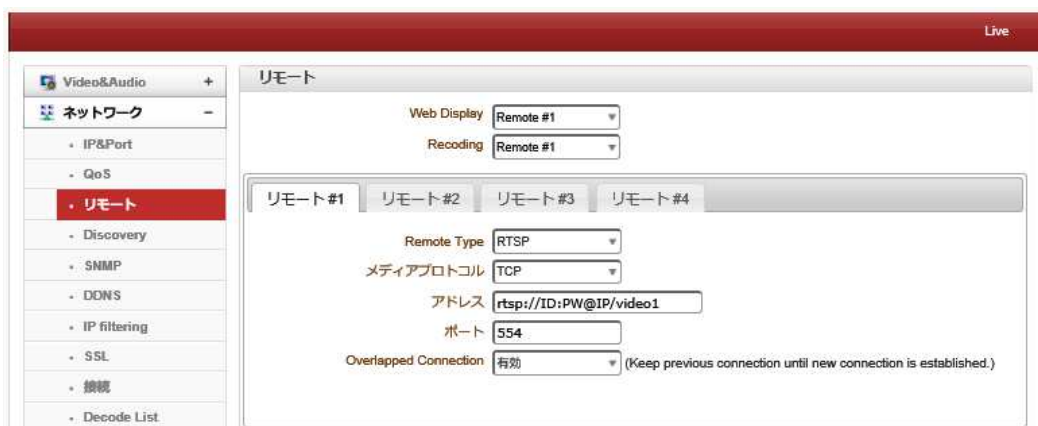 Live
Video&Audio +
ネットワーク -
• IP&Port
• QoS
• リモート
• Discovery
• SNMP
• DDNS
• IP filtering
• SSL
• 接続
• Decode List
リモート
Web Display Remote #1
Recoding Remote #1
リモート#1 リモート#2 リモート#3 リモート#4
Remote Type RTSP
メディアプロトコル TCP
アドレス rtsp://ID:PW@IP/video1
ポート 554
Overlapped Connection 有効 (Keep previous connection until new connection is established.)